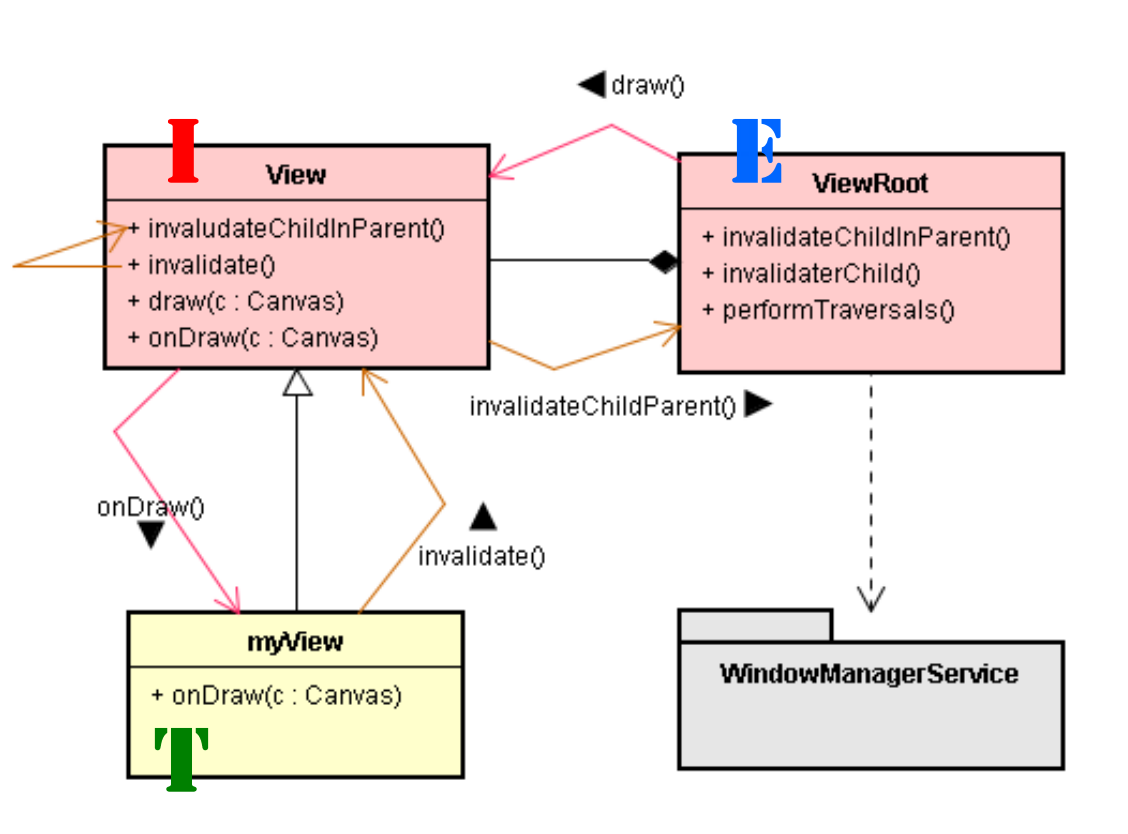 draw()
I
E
View
ViewRoot
+ invaludateChildInParent()
+ invalidate()
+ draw(c : Canvas)
+ onDraw(c : Canvas)
+ invalidateChildInParent()
+ invalidaterChild()
+ performTraversals()
invalidateChildParent()
onDraw()
invalidate()
myView
+ onDraw(c : Canvas)
T
WindowManagerService